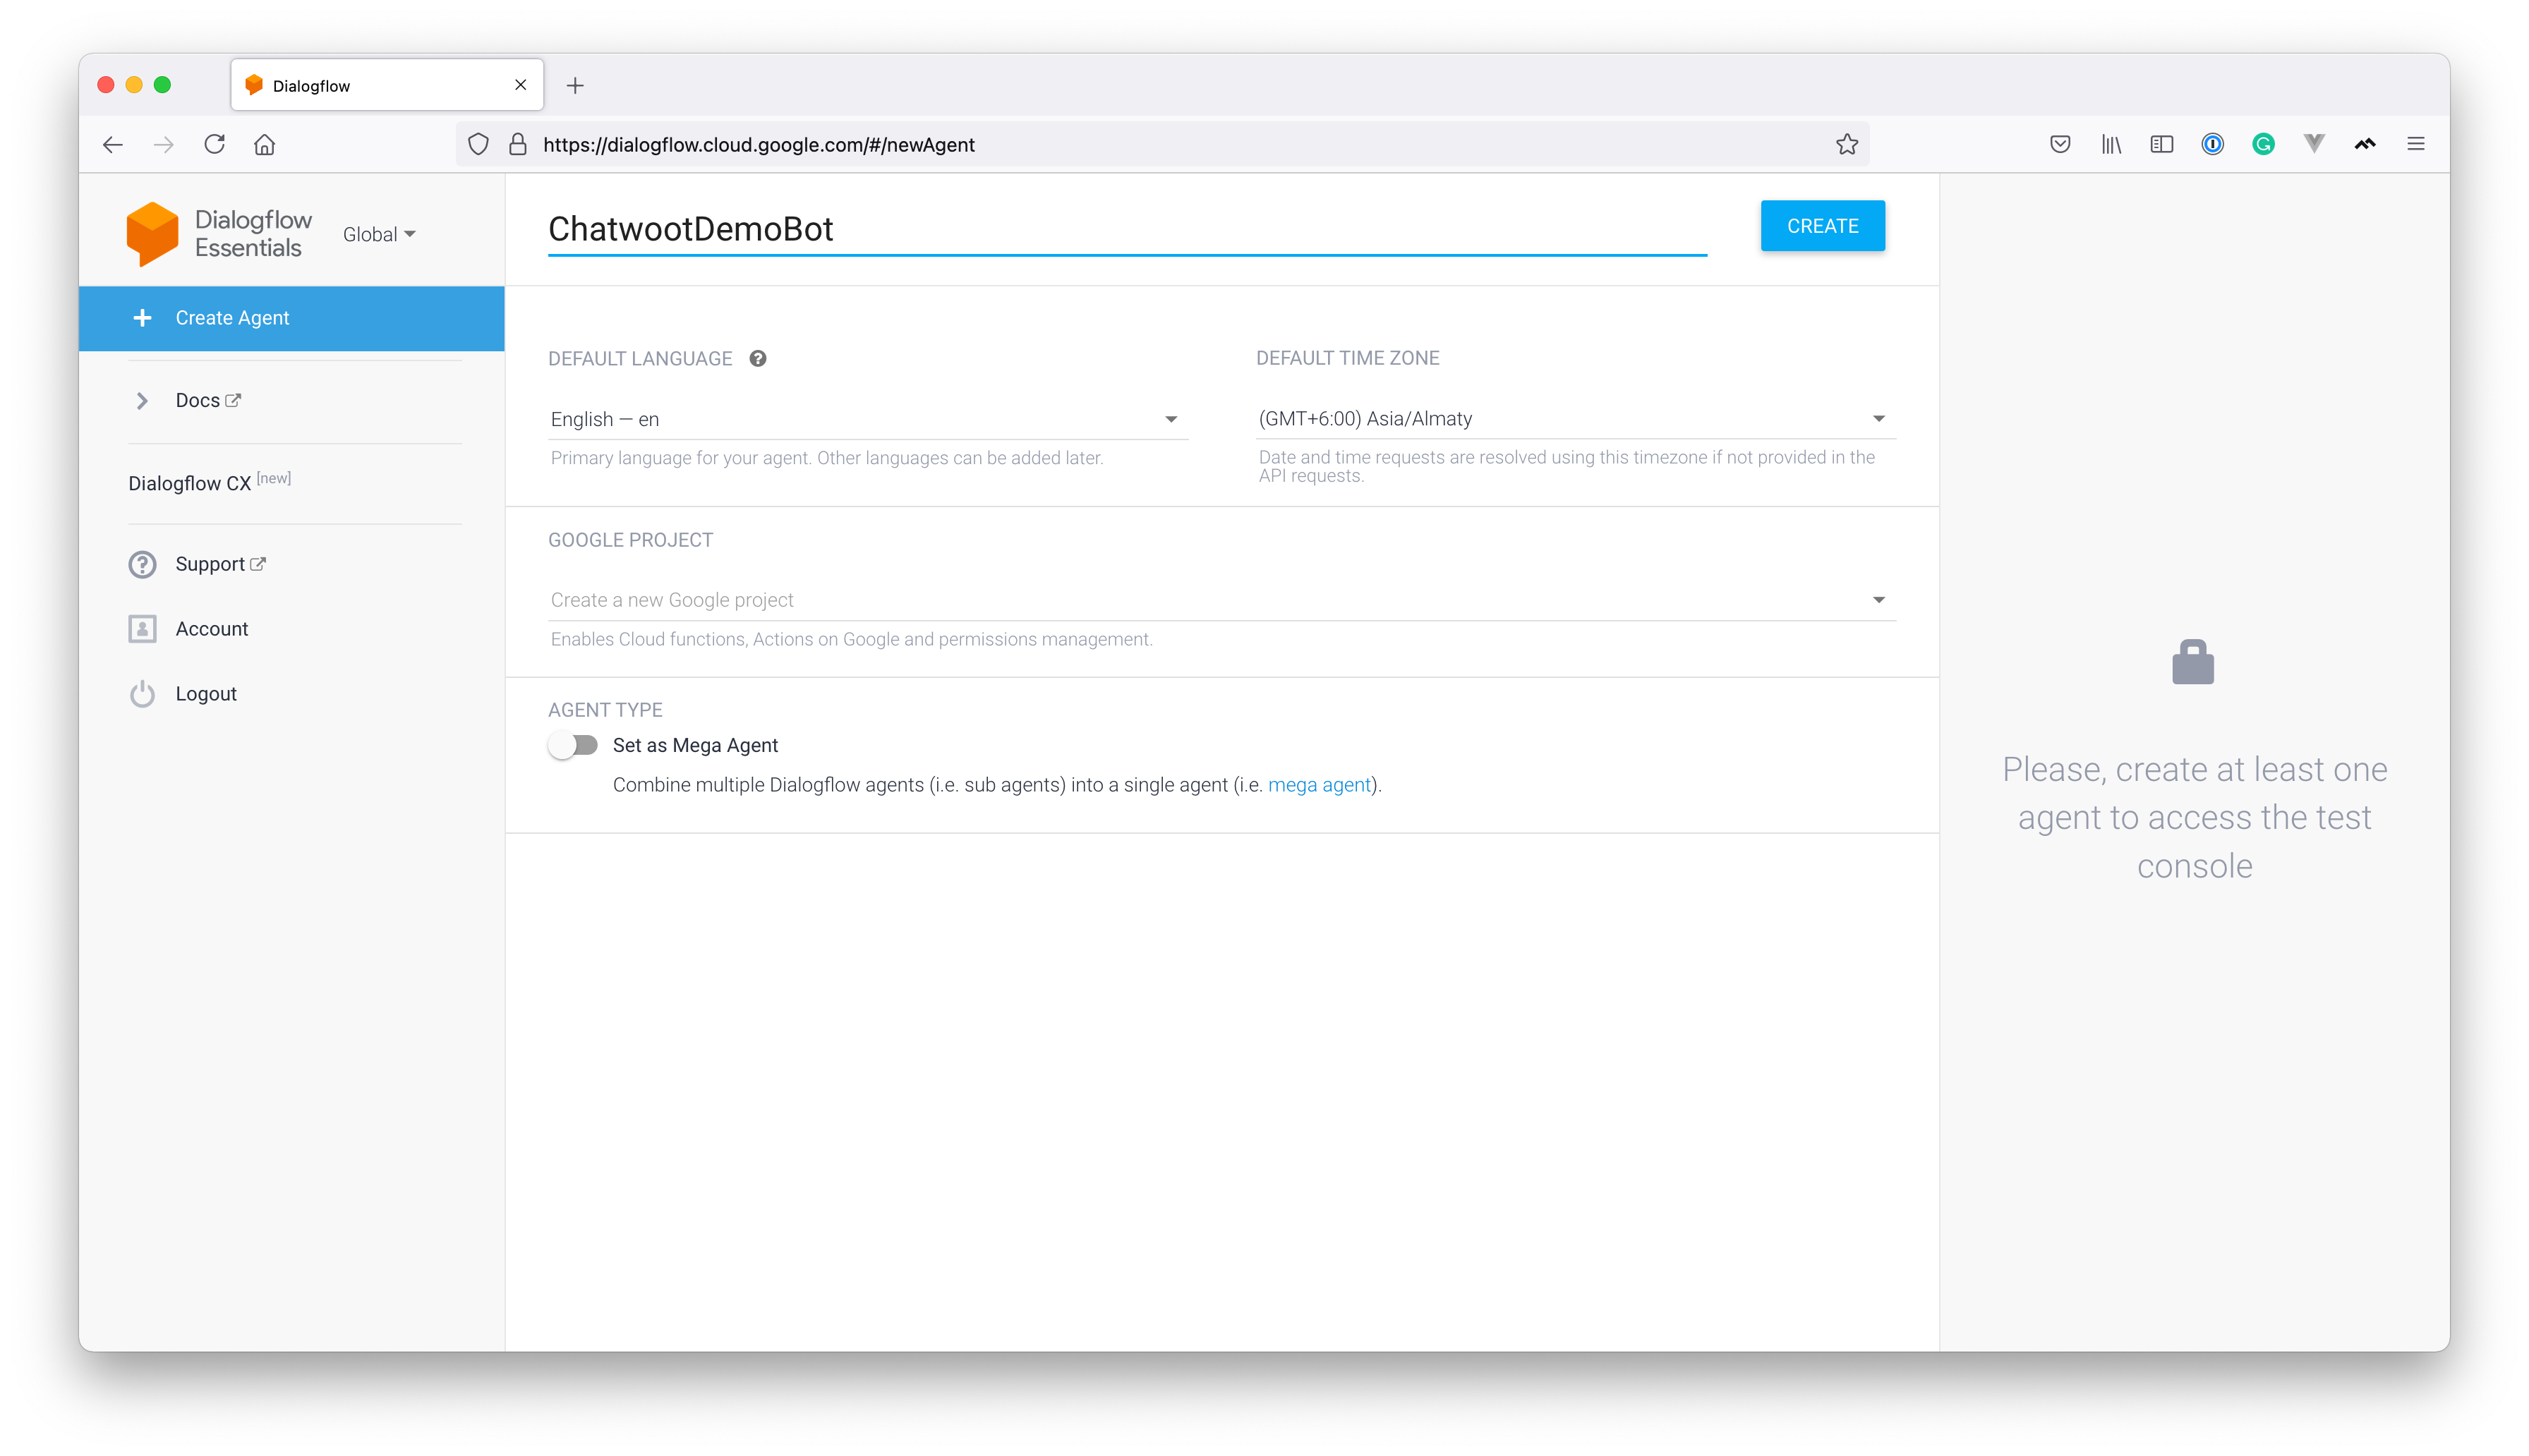 Dialogflow
https://dialogflow.cloud.google.com/#/newAgent
Dialogflow
Essentials
Global
Create Agent
Docs
Dialogflow CX [new]
Support
Account
Logout
ChatwootDemoBot
CREATE
DEFAULT LANGUAGE
English — en
Primary language for your agent. Other languages can be added later.
DEFAULT TIME ZONE
(GMT+6:00) Asia/Almaty
Date and time requests are resolved using this timezone if not provided in the
API requests.
GOOGLE PROJECT
Create a new Google project
Enables Cloud functions, Actions on Google and permissions management.
AGENT TYPE
Set as Mega Agent
Combine multiple Dialogflow agents (i.e. sub agents) into a single agent (i.e. mega agent).
Please, create at least one
agent to access the test
console